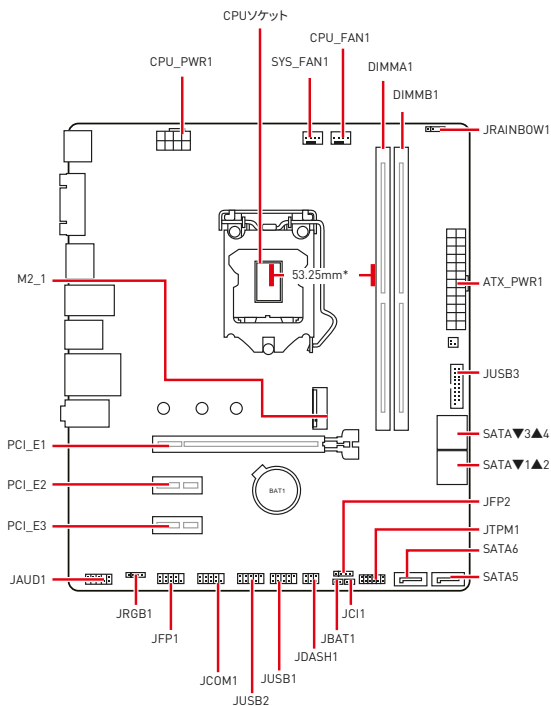 CPUソケット
CPU_FAN1
CPU_PWR1
SYS_FAN1
DIMMA1
DIMMB1
JRAINBOW1
53.25mm*
M2_1
ATX_PWR1
JUSB3
SATA▼3▲4
PCI_E1
SATA▼1▲2
PCI_E2
BAT1
JFP2
PCI_E3
JTPM1
SATA6
JAUD1
SATA5
JRGB1
JCI1
JFP1
JBAT1
JDASH1
JCOM1
JUSB1
JUSB2